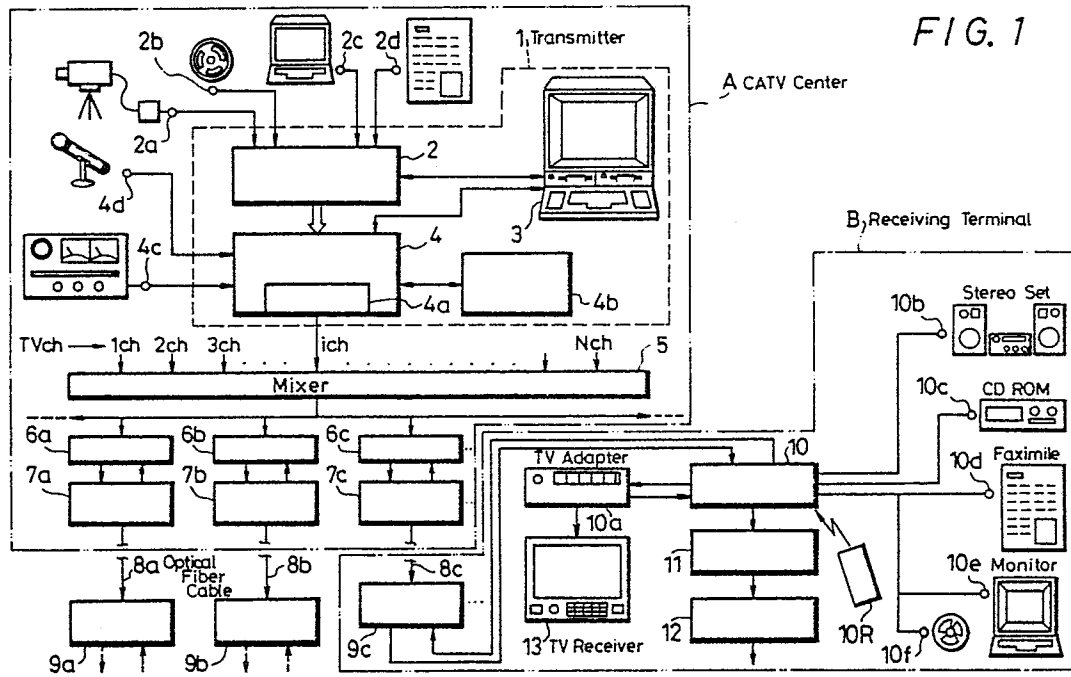 FIG. 1
2b
2c
2d
1 Transmitter
A CATV Center
2a
2
4d
3
B Receiving Terminal
4c
4
4a
4b
Stereo Set
10b
TVch
1ch
2ch
3ch
ich
Nch
5
Mixer
CD ROM
10c
6a
6b
6c
TV Adapter
10
Faximile
10d
7a
7b
7c
10a
8a
Optical
Fiber
Cable
8b
8c
11
10e
Monitor
9a
9b
9c
13 TV Receiver
12
10R
10f